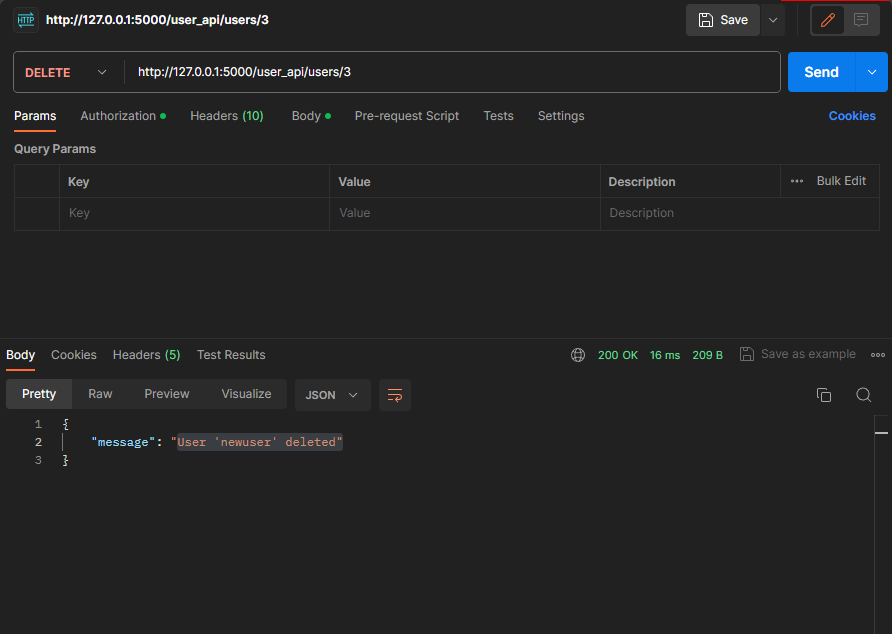 HTTP http://127.0.0.1:5000/user_api/users/3 Save
DELETE http://127.0.0.1:5000/user_api/users/3 Send
Params Authorization Headers (10) Body Pre-request Script Tests Settings Cookies
Query Params
Key Value Description Bulk Edit
Key Value Description
Body Cookies Headers (5) Test Results 200 OK 16 ms 209 B Save as example
Pretty Raw Preview Visualize JSON
1 {
2 "message": "User 'newuser' deleted"
3 }